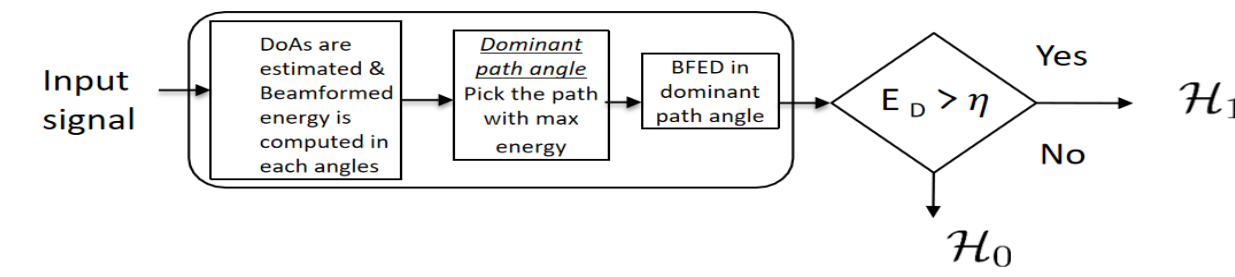 Input
signal
DoAs are
estimated &
Beamformed
energy is
computed in
each angles
Dominant
path angle
Pick the path
with max
energy
BFED in
dominant
path angle
E D > η
Yes
No
ℋ1
ℋ0